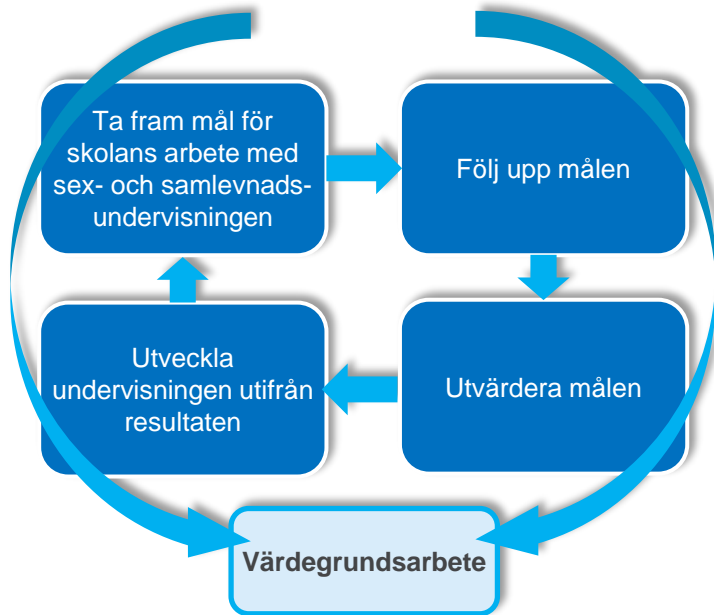 Ta fram mål för
skolans arbete med
sex- och samlevnads-
undervisningen
Följ upp målen
Utveckla
undervisningen utifrån
resultaten
Utvärdera målen
Värdegrundsarbete